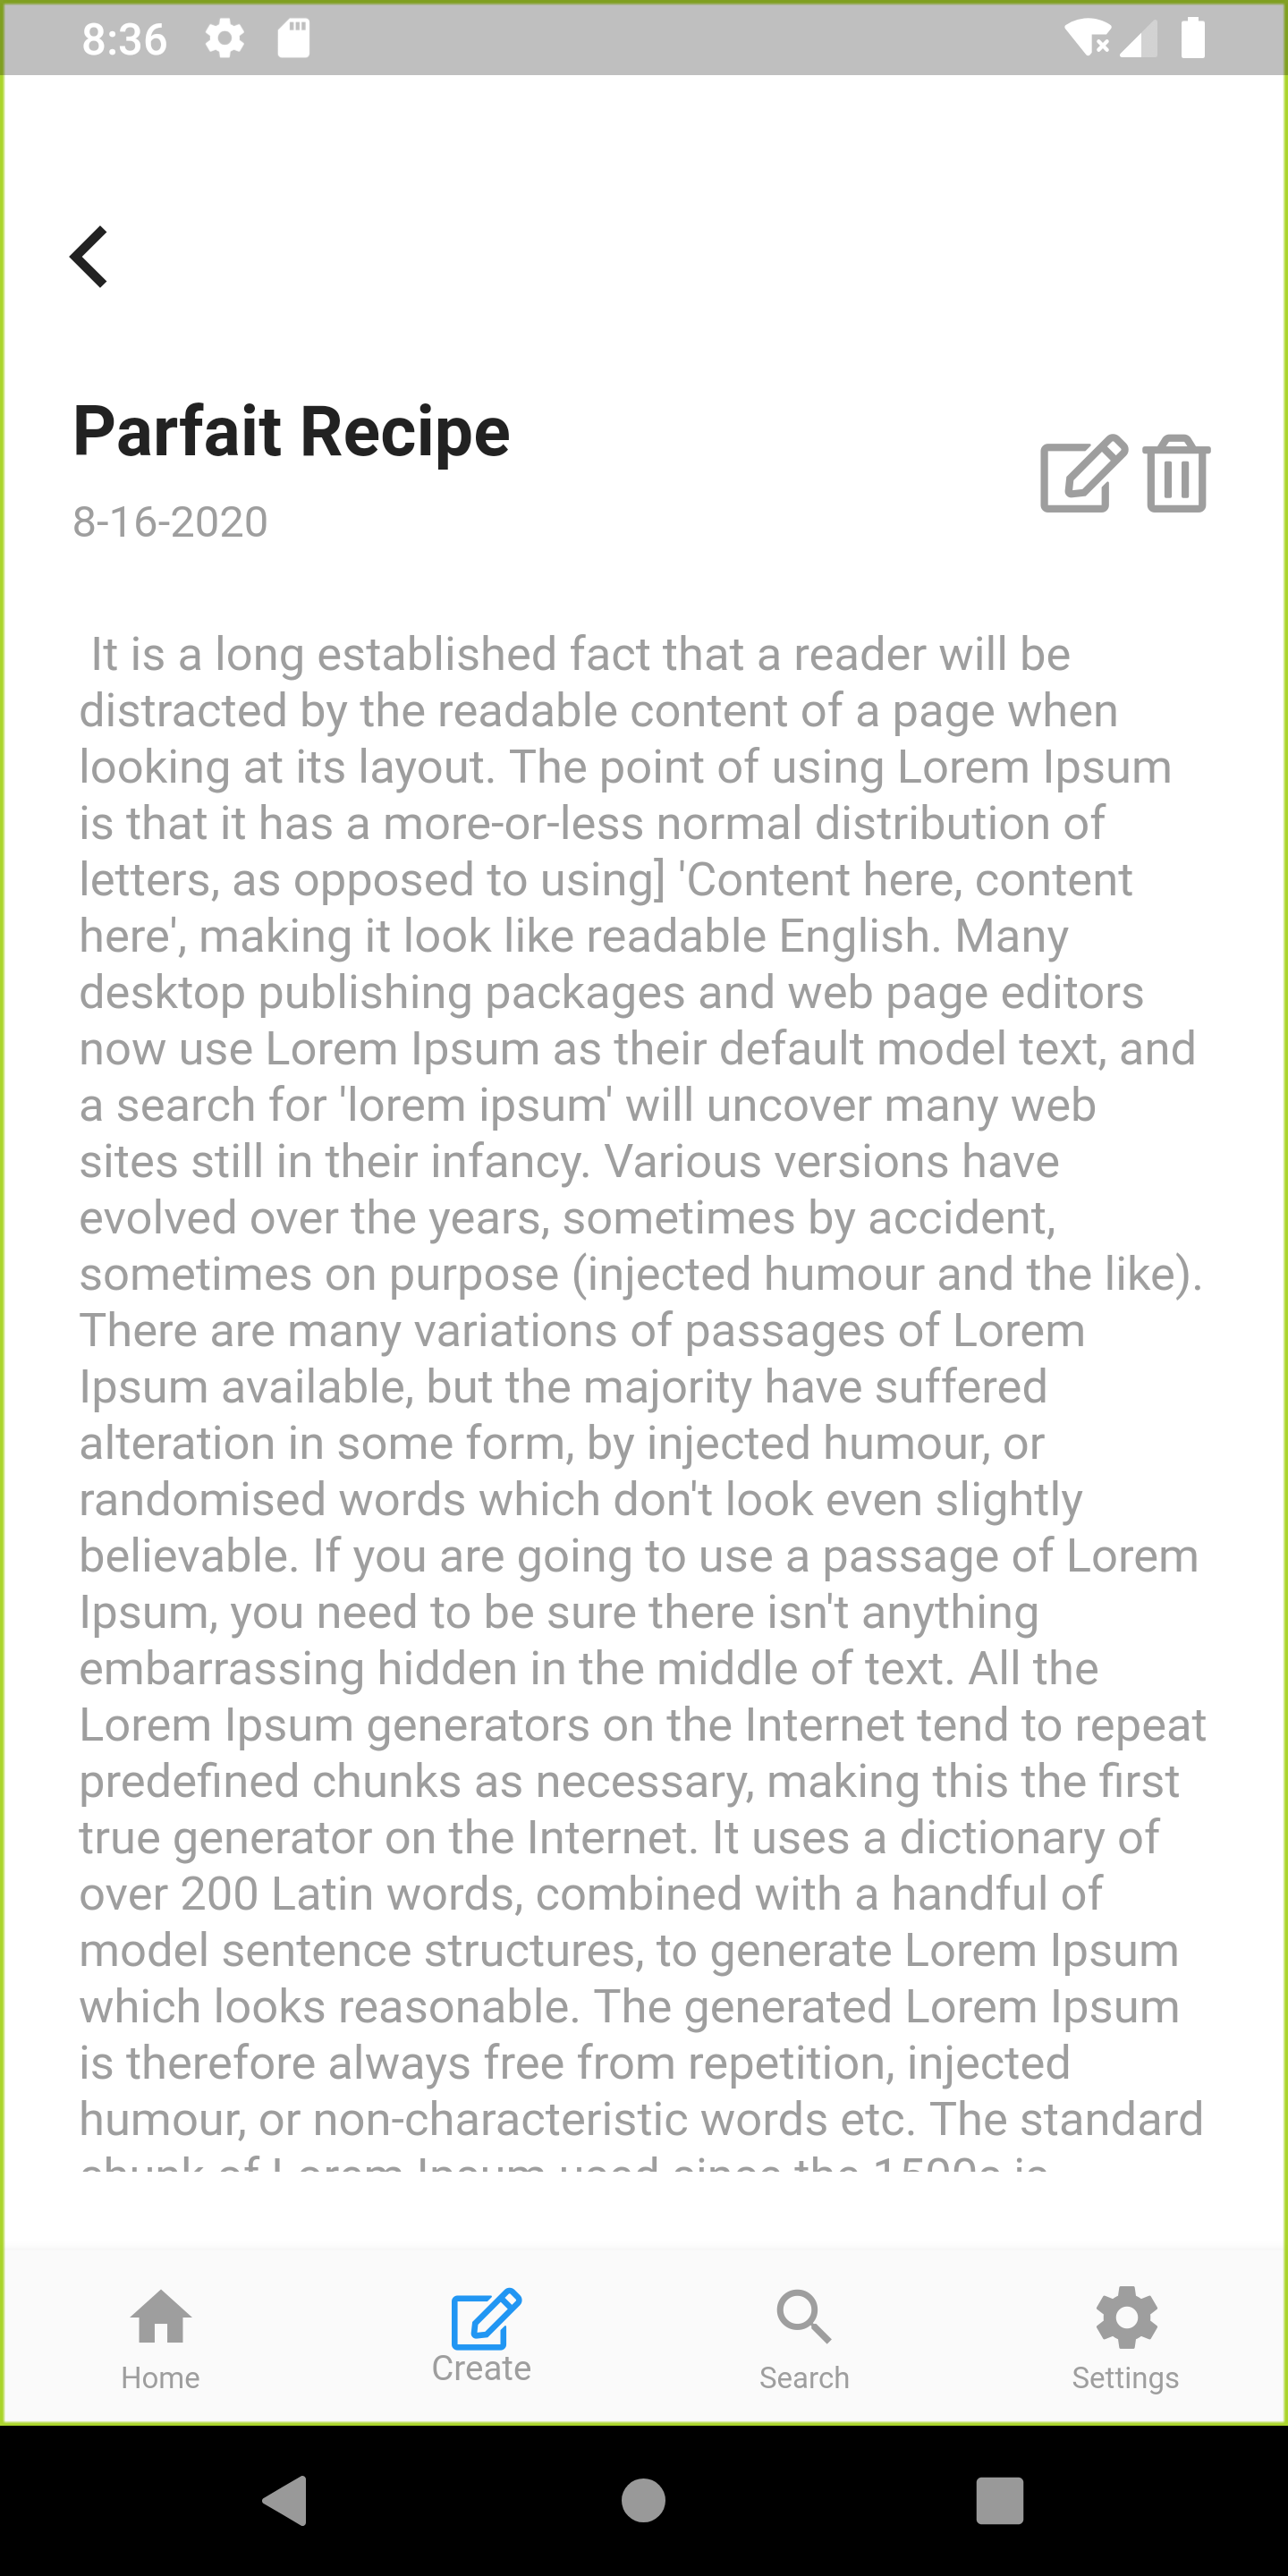 8:36
Parfait Recipe
8-16-2020
It is a long established fact that a reader will be
distracted by the readable content of a page when
looking at its layout. The point of using Lorem Ipsum
is that it has a more-or-less normal distribution of
letters, as opposed to using] 'Content here, content
here', making it look like readable English. Many
desktop publishing packages and web page editors
now use Lorem Ipsum as their default model text, and
a search for 'lorem ipsum' will uncover many web
sites still in their infancy. Various versions have
evolved over the years, sometimes by accident,
sometimes on purpose (injected humour and the like).
There are many variations of passages of Lorem
Ipsum available, but the majority have suffered
alteration in some form, by injected humour, or
randomised words which don't look even slightly
believable. If you are going to use a passage of Lorem
Ipsum, you need to be sure there isn't anything
embarrassing hidden in the middle of text. All the
Lorem Ipsum generators on the Internet tend to repeat
predefined chunks as necessary, making this the first
true generator on the Internet. It uses a dictionary of
over 200 Latin words, combined with a handful of
model sentence structures, to generate Lorem Ipsum
which looks reasonable. The generated Lorem Ipsum
is therefore always free from repetition, injected
humour, or non-characteristic words etc. The standard
chunk of Lorem Ipsum used since the 1500s is
Home
Create
Search
Settings